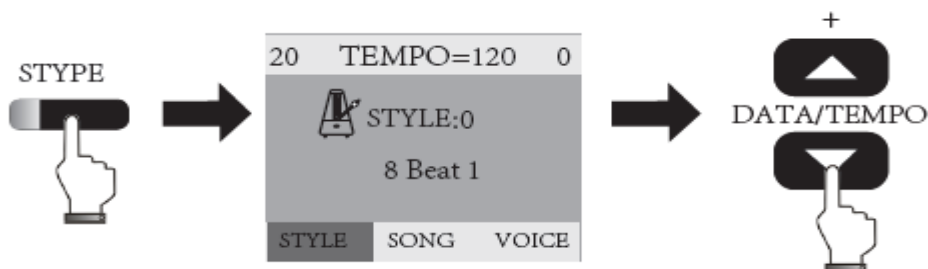 STYPE
20 TEMPO=120 0
STYLE:0
8 Beat 1
STYLE SONG VOICE
+
DATA/TEMPO